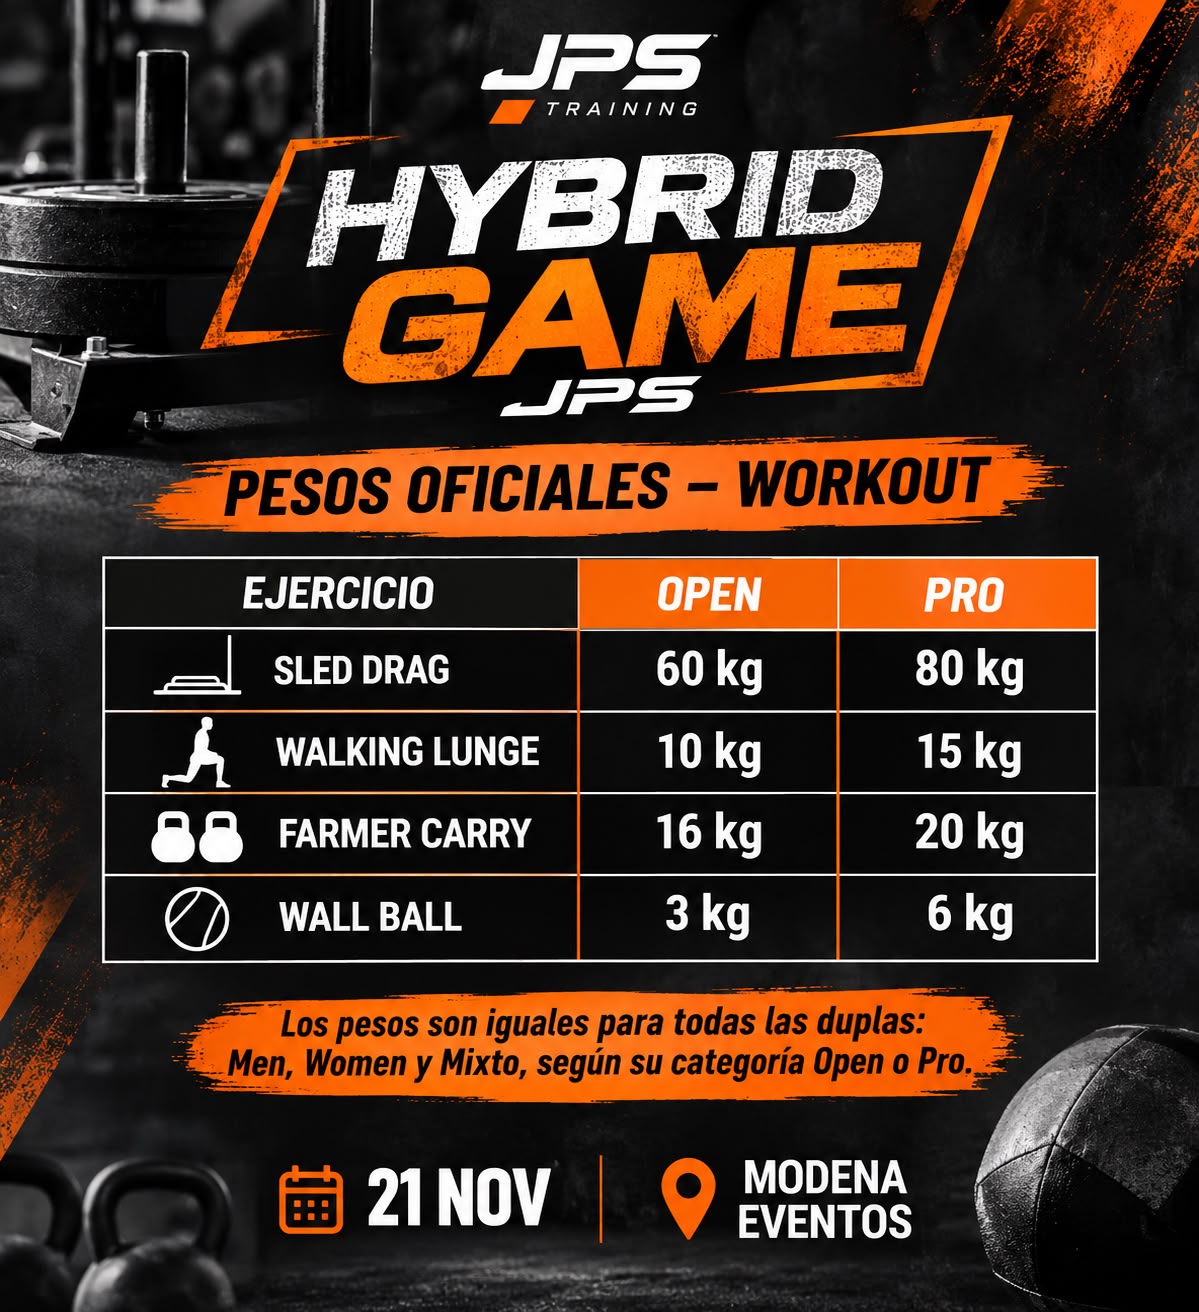 JPS
TRAINING
HYBRID
GAME
JPS
PESOS OFICIALES – WORKOUT
EJERCICIO OPEN PRO
SLED DRAG 60 kg 80 kg
WALKING LUNGE 10 kg 15 kg
FARMER CARRY 16 kg 20 kg
WALL BALL 3 kg 6 kg
Los pesos son iguales para todas las duplas:
Men, Women y Mixto, según su categoría Open o Pro.
21 NOV
MODENA
EVENTOS